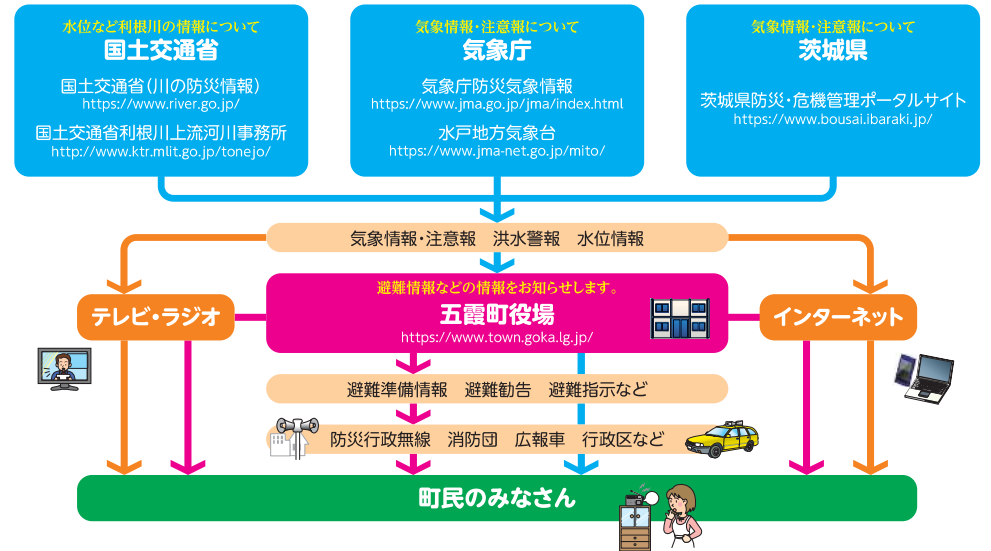 水位など利根川の情報について
国土交通省
国土交通省（川の防災情報）
https://www.river.go.jp/
国土交通省利根川上流河川事務所
http://www.ktr.mlit.go.jp/tonejo/
気象情報・注意報について
気象庁
気象庁防災気象情報
https://www.jma.go.jp/jma/index.html
水戸地方気象台
https://www.jma-net.go.jp/mito/
気象情報・注意報について
茨城県
茨城県防災・危機管理ポータルサイト
https://www.bousai.ibaraki.jp/
気象情報・注意報　洪水警報　水位情報
テレビ・ラジオ
避難情報などの情報をお知らせします。
五霞町役場
https://www.town.goka.lg.jp/
インターネット
避難準備情報　避難勧告　避難指示など
防災行政無線　消防団　広報車　行政区など
町民のみなさん